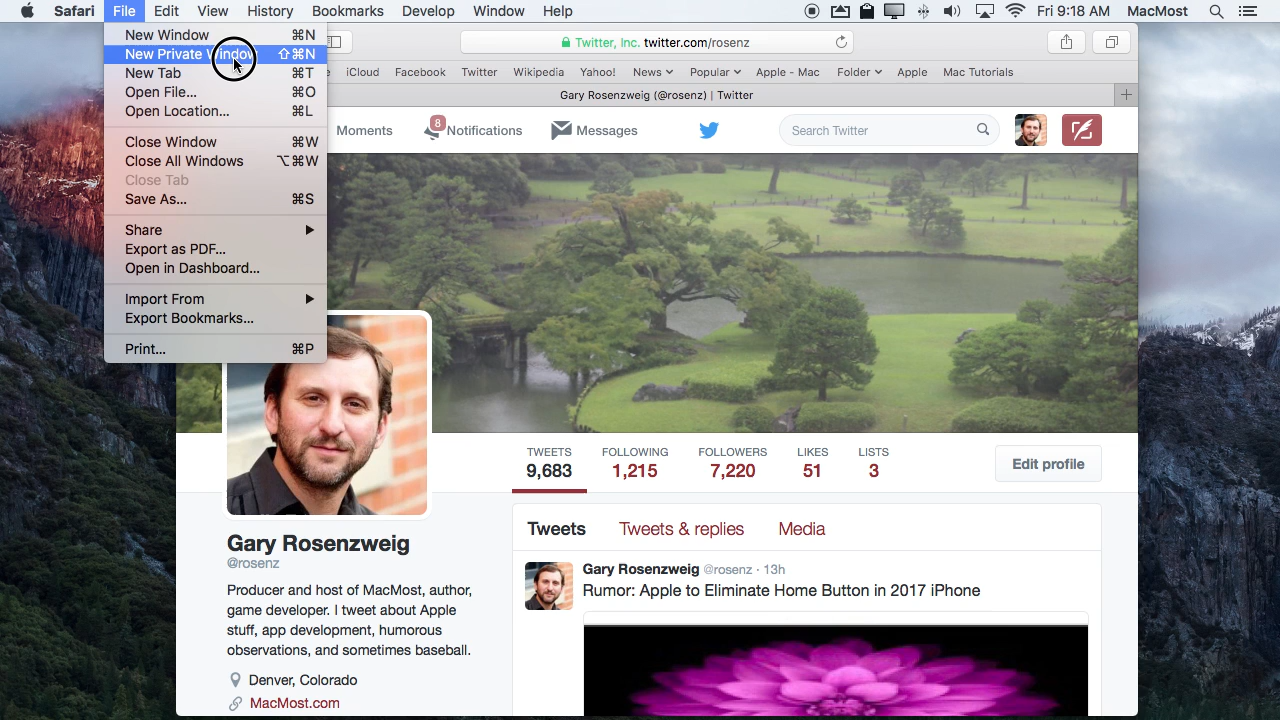 Safari File Edit View History Bookmarks Develop Window Help Fri 9:18 AM MacMost
New Window ⌘N
New Private Window ⇧⌘N
New Tab ⌘T
Open File... ⌘O
Open Location... ⌘L
Close Window ⌘W
Close All Windows ⌥⌘W
Close Tab
Save As... ⌘S
Share
Export as PDF...
Open in Dashboard...
Import From
Export Bookmarks...
Print... ⌘P
Twitter, Inc. twitter.com/rosenz
iCloud Facebook Twitter Wikipedia Yahoo! News Popular Apple - Mac Folder Apple Mac Tutorials
Gary Rosenzweig (@rosenz) | Twitter
Moments 8 Notifications Messages Search Twitter
TWEETS FOLLOWING FOLLOWERS LIKES LISTS
9,683 1,215 7,220 51 3
Edit profile
Gary Rosenzweig
@rosenz
Producer and host of MacMost, author,
game developer. I tweet about Apple
stuff, app development, humorous
observations, and sometimes baseball.
Denver, Colorado
MacMost.com
Tweets Tweets & replies Media
Gary Rosenzweig @rosenz · 13h
Rumor: Apple to Eliminate Home Button in 2017 iPhone